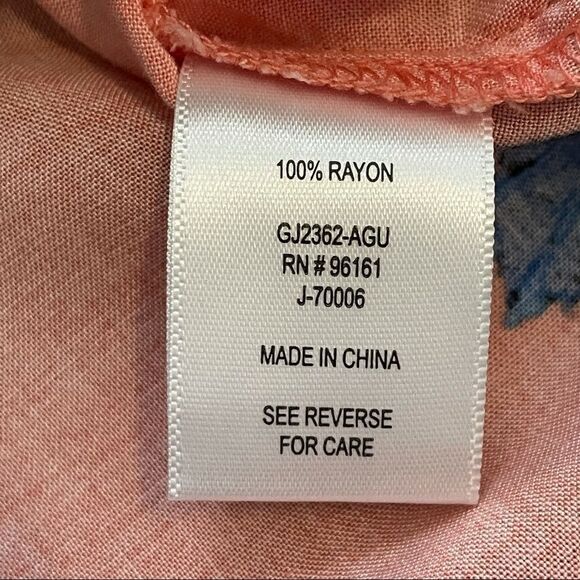 100% RAYON
GJ2362-AGU
RN # 96161
J-70006
MADE IN CHINA
SEE REVERSE
FOR CARE